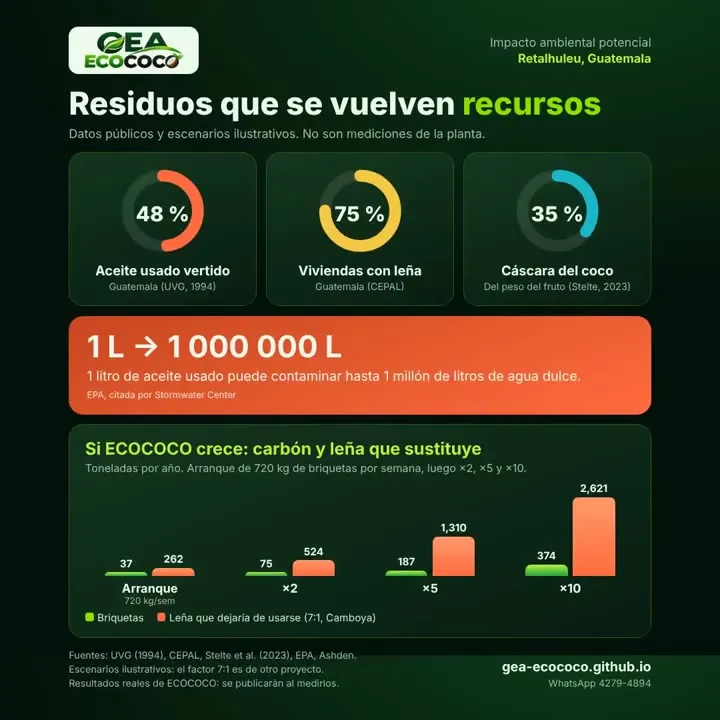 GEA
ECOCOCO
Impacto ambiental potencial
Retalhuleu, Guatemala
Residuos que se vuelven recursos
Datos públicos y escenarios ilustrativos. No son mediciones de la planta.
48 %
Aceite usado vertido
Guatemala (UVG, 1994)
75 %
Viviendas con leña
Guatemala (CEPAL)
35 %
Cáscara del coco
Del peso del fruto (Stelte, 2023)
1 L → 1 000 000 L
1 litro de aceite usado puede contaminar hasta 1 millón de litros de agua dulce.
EPA, citada por Stormwater Center
Si ECOCOCO crece: carbón y leña que sustituye
Toneladas por año. Arranque de 720 kg de briquetas por semana, luego ×2, ×5 y ×10.
37 262 75 524 187 1,310 374 2,621
Arranque ×2 ×5 ×10
720 kg/sem
Briquetas Leña que dejaría de usarse (7:1, Camboya)
Fuentes: UVG (1994), CEPAL, Stelte et al. (2023), EPA, Ashden.
Escenarios ilustrativos: el factor 7:1 es de otro proyecto.
Resultados reales de ECOCOCO: se publicarán al medirlos.
gea-ecococo.github.io
WhatsApp 4279-4894